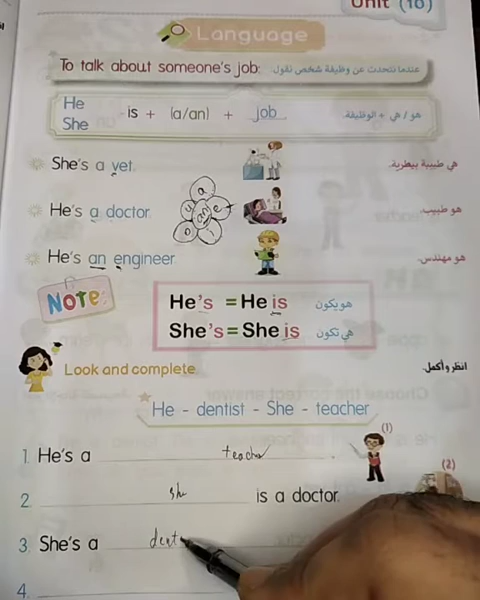 Unit (10)
Language
To talk about someone's job: عندما نتحدث عن وظيفة شخص نقول:
He
She
is + (a/an) + job
هو / هي + الوظيفة.
She's a vet. هي طبيبة بيطرية.
He's a doctor هو طبيب.
He's an engineer هو مهندس.
a
e
i
o
u
an
Note
He's = He is هو يكون
She's = She is هي تكون
Look and complete. انظر وأكمل.
He - dentist - She - teacher
(1)
1. He's a teacher.
(2)
2. she is a doctor.
3. She's a dent
4.